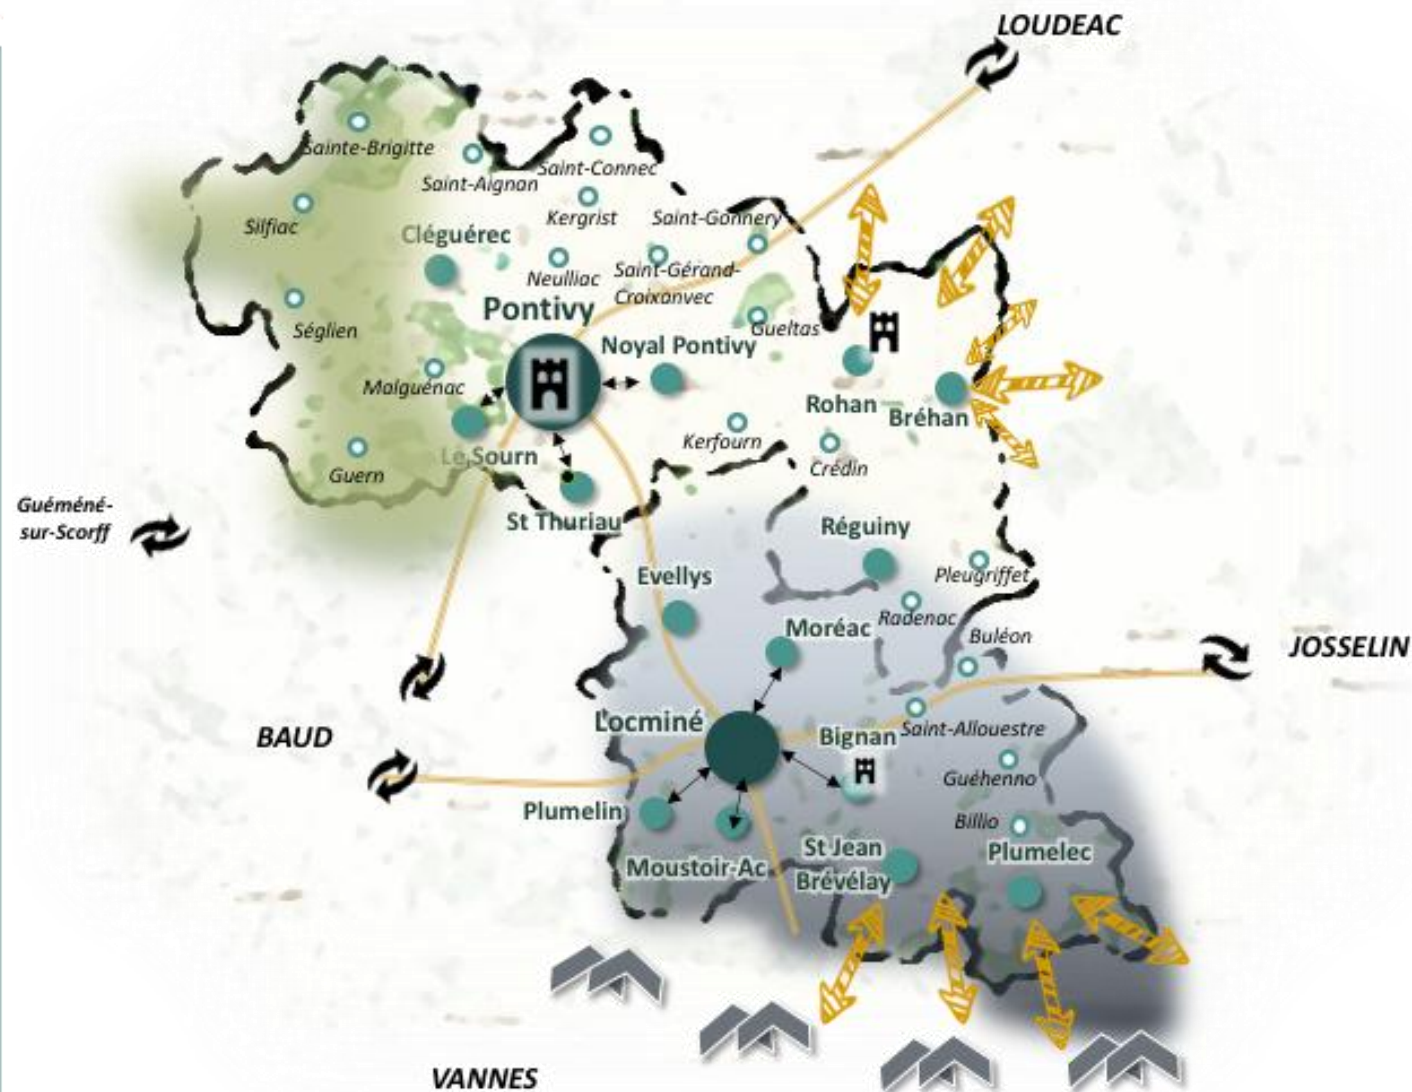 LOUDEAC
Sainte-Brigitte
Saint-Connec
Saint-Aignan
Silfiac
Kergrist
Saint-Gonnery
Cléguérec
Neulliac
Saint-Gérand-
Croixanvec
Pontivy
Séglien
Gueltas
Noyal Pontivy
Malguénac
Rohan
Bréhan
Kerfourn
Le Sourn
Crédin
Guern
Guéméné-
sur-Scorff
St Thuriau
Réguiny
Evellys
Pleugriffet
Radenac
Moréac
Buléon
JOSSELIN
Locminé
Saint-Allouestre
BAUD
Bignan
Guéhenno
Plumelin
Billio
St Jean
Brévélay
Plumelec
Moustoir-Ac
VANNES